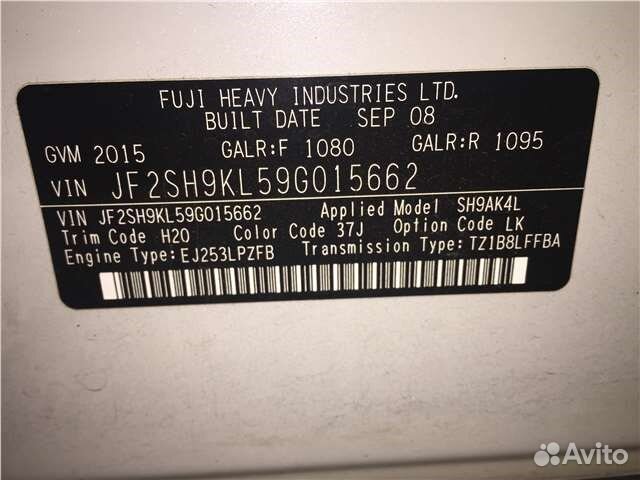 FUJI HEAVY INDUSTRIES LTD.
BUILT DATE SEP 08
GVM 2015 GALR:F 1080 GALR:R 1095
VIN JF2SH9KL59G015662
VIN JF2SH9KL59G015662 Applied Model SH9AK4L
Trim Code H20 Color Code 37J Option Code LK
Engine Type:EJ253LPZFB Transmission Type:TZ1B8LFFBA
Avito